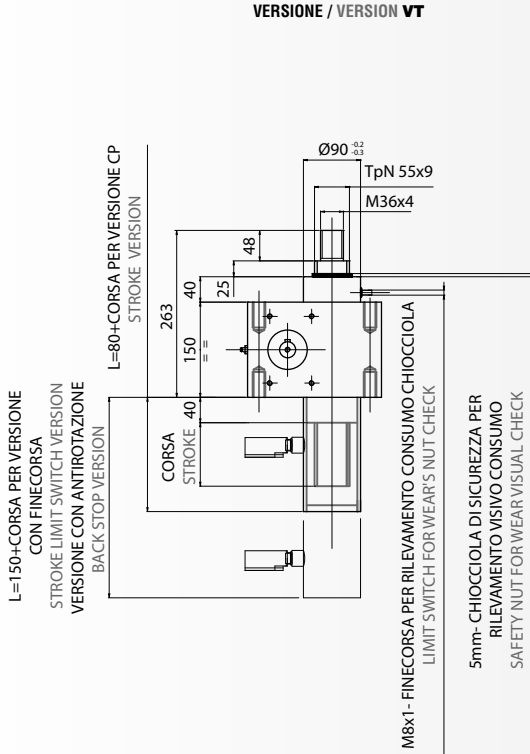 VERSIONE / VERSION VT
L=150+CORSA PER VERSIONE
CON FINECORSA
STROKE LIMIT SWITCH VERSION
VERSIONE CON ANTIROTAZIONE
BACK STOP VERSION
L=80+CORSA PER VERSIONE CP
STROKE VERSION
263
48
25
40
150
= =
40
CORSA
STROKE
Ø90 -0.2 -0.3
TpN 55x9
M36x4
M8x1- FINECORSA PER RILEVAMENTO CONSUMO CHIOCCIOLA
LIMIT SWITCH FOR WEAR'S NUT CHECK
5mm- CHIOCCIOLA DI SICUREZZA PER
RILEVAMENTO VISIVO CONSUMO
SAFETY NUT FOR WEAR VISUAL CHECK